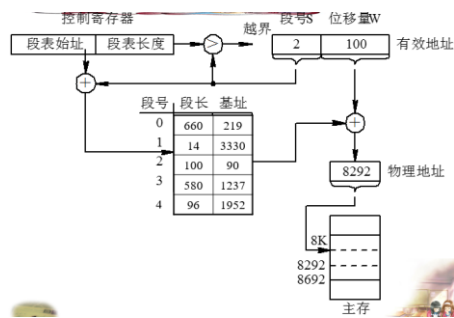 控制寄存器
段表始址 段表长度
>
越界
段号S 位移量W
2 100
有效地址
+
+
段号 段长 基址
0 660 219
1 14 3330
2 100 90
3 580 1237
4 96 1952
8292
物理地址
8K
8292
8692
主存